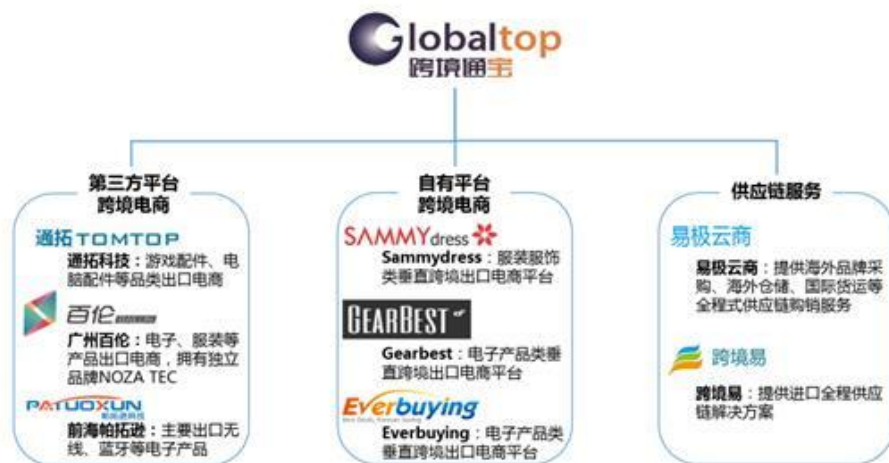 Globaltop
跨境通宝
第三方平台
跨境电商
通拓TOMTOP
通拓科技：游戏配件、电
脑配件等品类出口电商
百伦
广州百伦：电子、服装等
产品出口电商，拥有独立
品牌NOZA TEC
PATUOXUN
前海帕拓逊：主要出口无
线、蓝牙等电子产品
自有平台
跨境电商
SAMMYdress
Sammydress：服装服饰
类垂直跨境出口电商平台
GEARBEST
Gearbest：电子产品类垂
直跨境出口电商平台
Everbuying
Everbuying：电子产品类
垂直跨境出口电商平台
供应链服务
易极云商
易极云商：提供海外品牌采
购、海外仓储、国际货运等
全程式供应链购销服务
跨境易
跨境易：提供进口全程供应
链解决方案